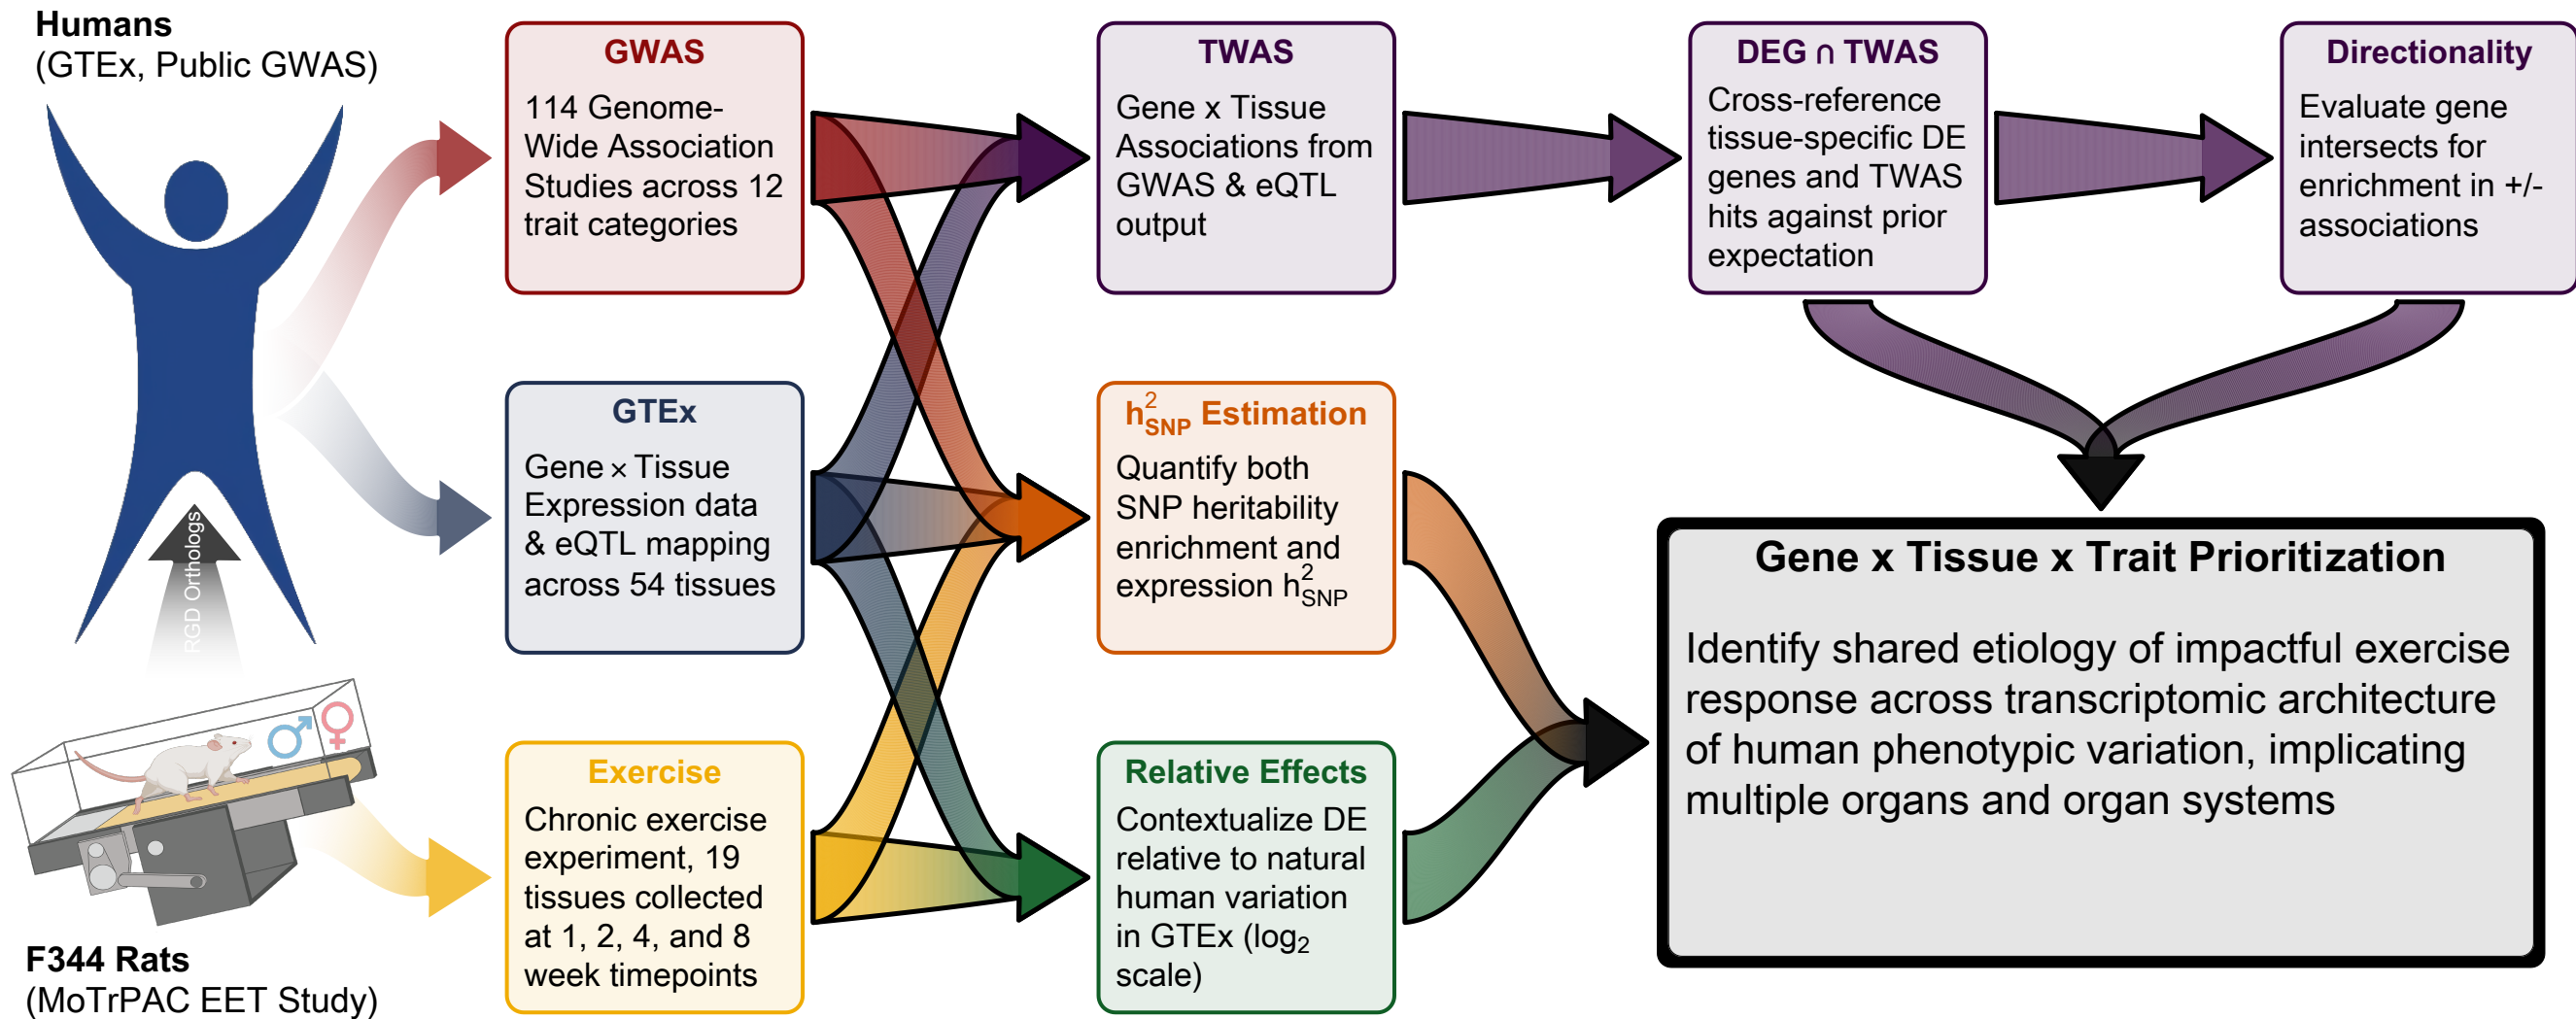 Humans
(GTEx, Public GWAS)
RGD Orthologs
F344 Rats
(MoTrPAC EET Study)
GWAS
114 Genome-
Wide Association
Studies across 12
trait categories
GTEx
Gene × Tissue
Expression data
& eQTL mapping
across 54 tissues
Exercise
Chronic exercise
experiment, 19
tissues collected
at 1, 2, 4, and 8
week timepoints
TWAS
Gene x Tissue
Associations from
GWAS & eQTL
output
h²SNP Estimation
Quantify both
SNP heritability
enrichment and
expression h²SNP
Relative Effects
Contextualize DE
relative to natural
human variation
in GTEx (log₂
scale)
DEG ∩ TWAS
Cross-reference
tissue-specific DE
genes and TWAS
hits against prior
expectation
Directionality
Evaluate gene
intersects for
enrichment in +/-
associations
Gene x Tissue x Trait Prioritization
Identify shared etiology of impactful exercise
response across transcriptomic architecture
of human phenotypic variation, implicating
multiple organs and organ systems